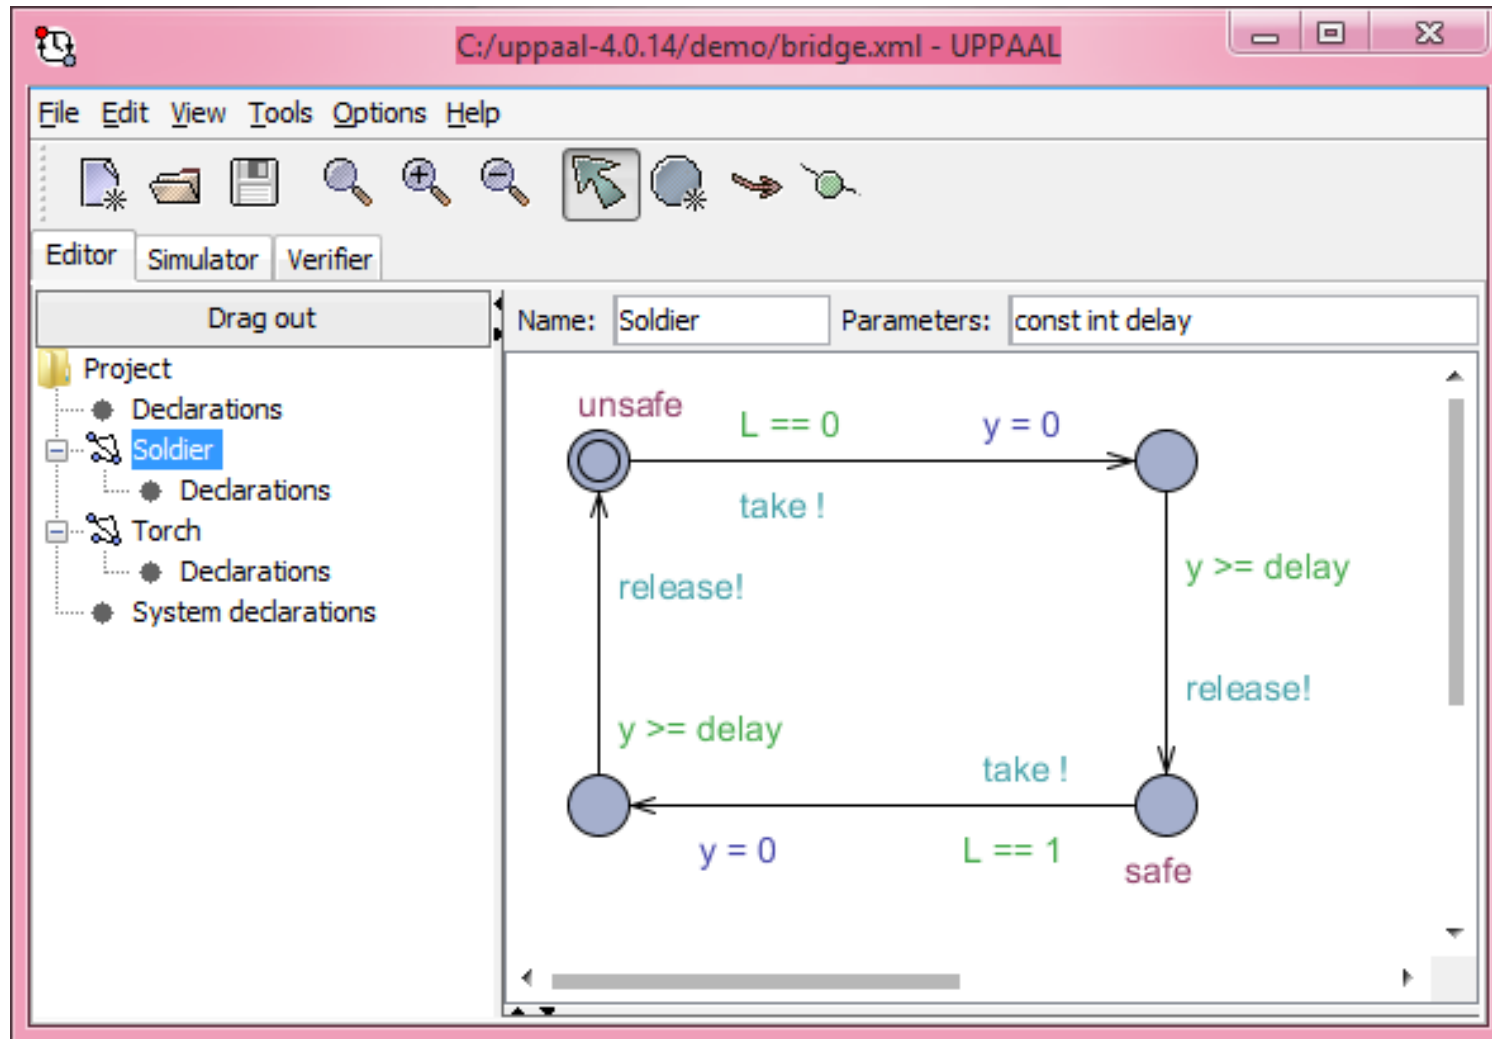 C:/uppaal-4.0.14/demo/bridge.xml - UPPAAL
File Edit View Tools Options Help
Editor Simulator Verifier
Drag out
Name: Soldier Parameters: const int delay
Project
Declarations
Soldier
Declarations
Torch
Declarations
System declarations
unsafe
L == 0 y = 0
take !
y >= delay
release!
release!
y >= delay
take !
y = 0 L == 1
safe